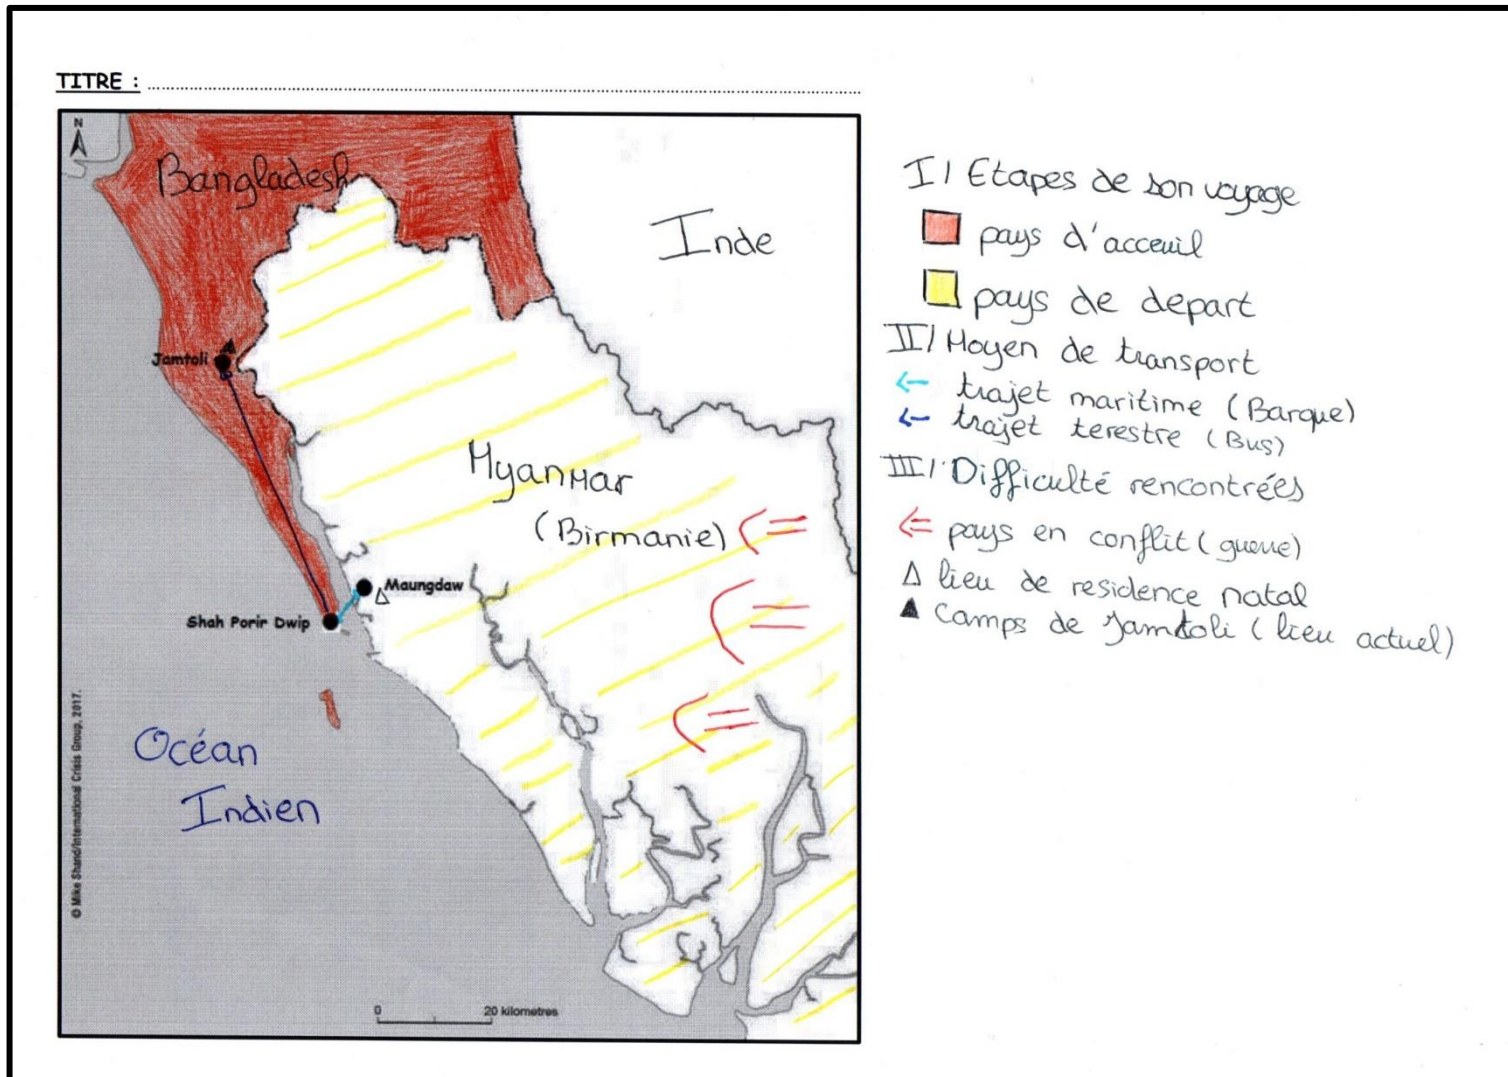 TITRE :
N
Bangladesh
Inde
Jamtoli
Myanmar
(Birmanie)
Maungdaw
Shah Porir Dwip
Océan
Indien
© Mike Shand/International Crisis Group, 2017.
0 20 kilometres
I/ Etapes de son voyage
pays d'acceuil
pays de depart
II/ Moyen de transport
trajet maritime (Barque)
trajet terestre (Bus)
III/ Difficulté rencontrées
pays en conflit (guerre)
lieu de residence natal
Camps de Jamtoli (lieu actuel)